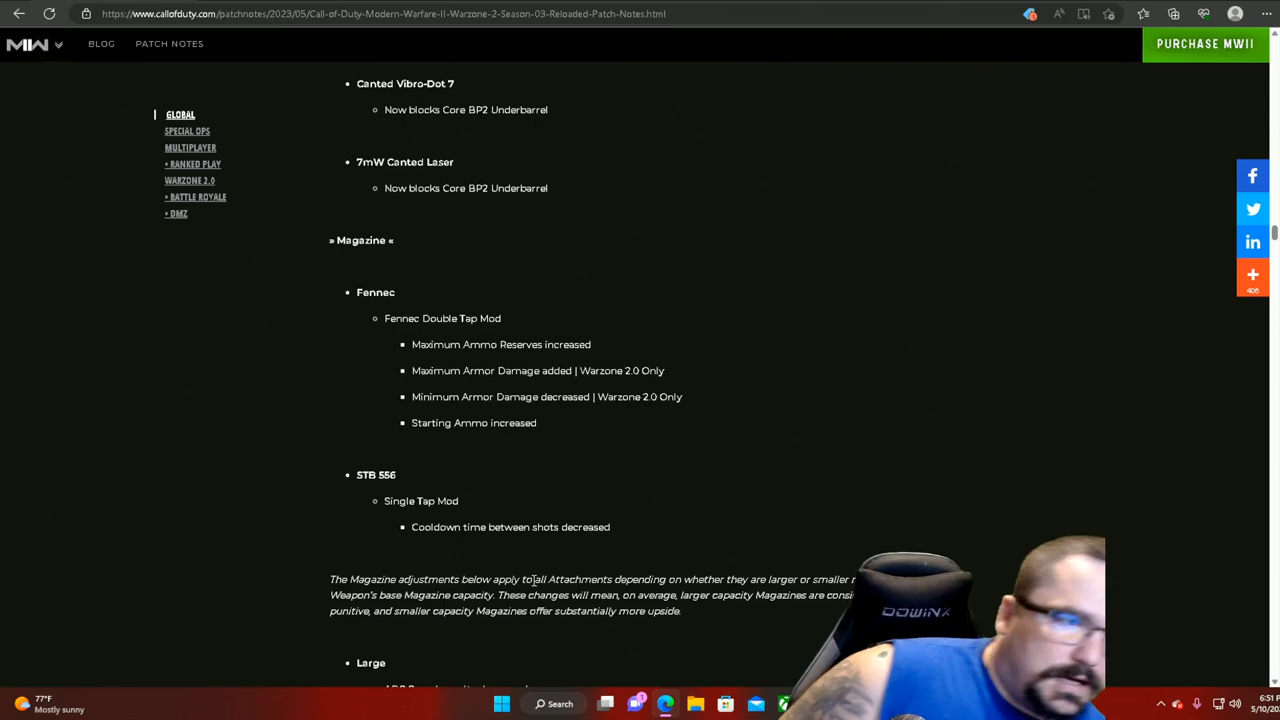 https://www.callofduty.com/patchnotes/2023/05/Call-of-Duty-Modern-Warfare-II-Warzone-2-Season-03-Reloaded-Patch-Notes.html
MW BLOG PATCH NOTES PURCHASE MWII
GLOBAL
SPECIAL OPS
MULTIPLAYER
• RANKED PLAY
WARZONE 2.0
• BATTLE ROYALE
• DMZ
Canted Vibro-Dot 7
Now blocks Core BP2 Underbarrel
7mW Canted Laser
Now blocks Core BP2 Underbarrel
» Magazine «
Fennec
Fennec Double Tap Mod
Maximum Ammo Reserves increased
Maximum Armor Damage added | Warzone 2.0 Only
Minimum Armor Damage decreased | Warzone 2.0 Only
Starting Ammo increased
STB 556
Single Tap Mod
Cooldown time between shots decreased
The Magazine adjustments below apply to all Attachments depending on whether they are larger or smaller
Weapon's base Magazine capacity. These changes will mean, on average, larger capacity Magazines are
punitive, and smaller capacity Magazines offer substantially more upside.
Large
408
DOWINX
77°F
Mostly sunny
Search
6:51
5/10/20